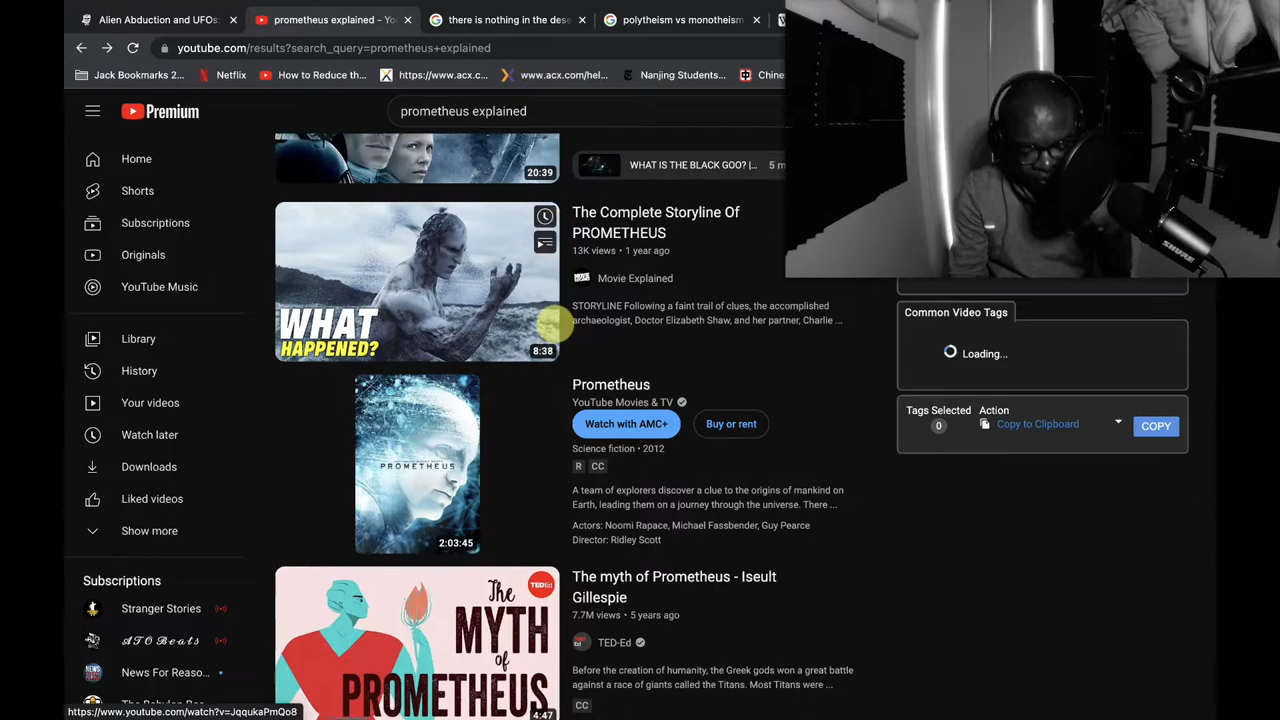 Alien Abduction and UFOs:
prometheus explained - Yo
there is nothing in the dese
polytheism vs monotheism
youtube.com/results?search_query=prometheus+explained
Jack Bookmarks 2...
Netflix
How to Reduce th...
https://www.acx.c...
www.acx.com/hel...
Nanjing Students...
Chine
Premium
prometheus explained
Home
Shorts
Subscriptions
Originals
YouTube Music
Library
History
Your videos
Watch later
Downloads
Liked videos
Show more
Subscriptions
Stranger Stories
𝒜𝒯𝒪 𝐵𝑒𝒶𝓉𝓈
News For Reaso...
20:39
WHAT IS THE BLACK GOO? |...
5 m
WHAT
HAPPENED?
8:38
The Complete Storyline Of
PROMETHEUS
13K views • 1 year ago
Movie Explained
STORYLINE Following a faint trail of clues, the accomplished
archaeologist, Doctor Elizabeth Shaw, and her partner, Charlie ...
PROMETHEUS
2:03:45
Prometheus
YouTube Movies & TV
Watch with AMC+
Buy or rent
Science fiction • 2012
R
CC
A team of explorers discover a clue to the origins of mankind on
Earth, leading them on a journey through the universe. There ...
Actors: Noomi Rapace, Michael Fassbender, Guy Pearce
Director: Ridley Scott
TEDEd
The
MYTH
of
PROMETHEUS
4:47
The myth of Prometheus - Iseult
Gillespie
7.7M views • 5 years ago
TED-Ed
Before the creation of humanity, the Greek gods won a great battle
against a race of giants called the Titans. Most Titans were ...
CC
Common Video Tags
Loading...
Tags Selected
0
Action
Copy to Clipboard
COPY
SHURE
https://www.youtube.com/watch?v=JqqukaPmQo8